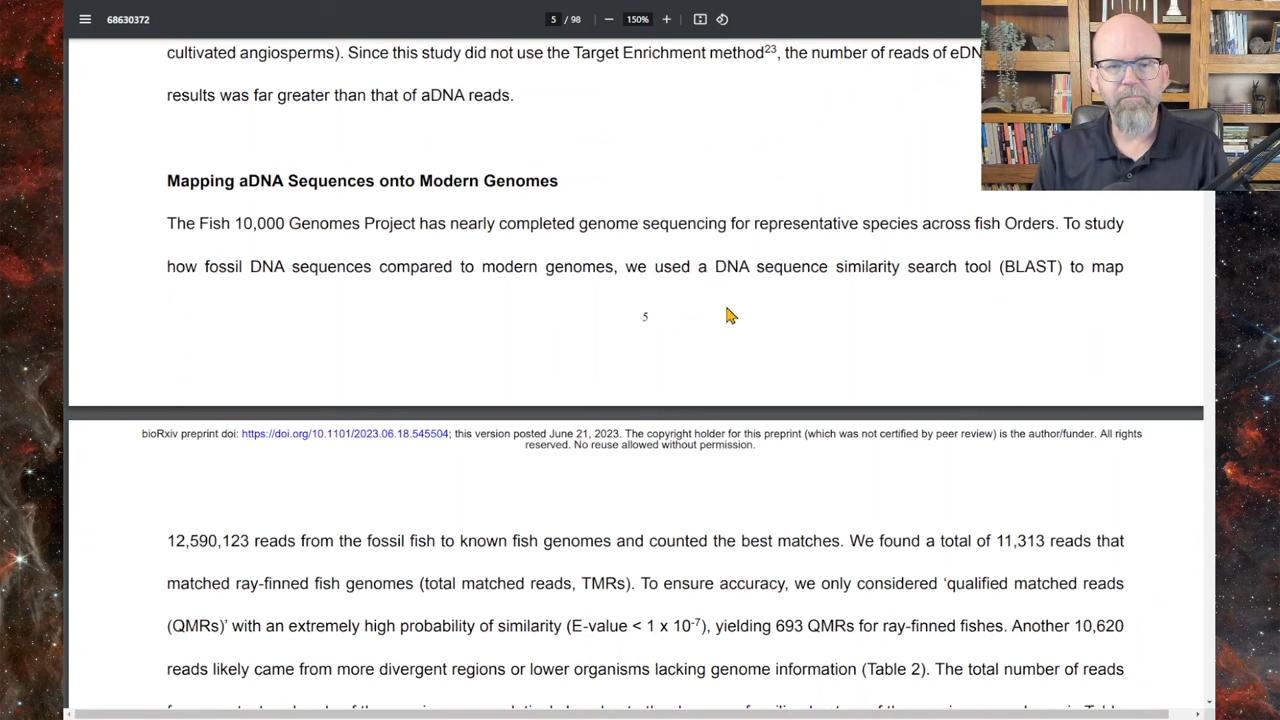 68630372
5 / 98
150%
cultivated angiosperms). Since this study did not use the Target Enrichment method23, the number of reads of eDN
results was far greater than that of aDNA reads.
Mapping aDNA Sequences onto Modern Genomes
The Fish 10,000 Genomes Project has nearly completed genome sequencing for representative species across fish Orders. To study
how fossil DNA sequences compared to modern genomes, we used a DNA sequence similarity search tool (BLAST) to map
5
bioRxiv preprint doi: https://doi.org/10.1101/2023.06.18.545504; this version posted June 21, 2023. The copyright holder for this preprint (which was not certified by peer review) is the author/funder. All rights
reserved. No reuse allowed without permission.
12,590,123 reads from the fossil fish to known fish genomes and counted the best matches. We found a total of 11,313 reads that
matched ray-finned fish genomes (total matched reads, TMRs). To ensure accuracy, we only considered ‘qualified matched reads
(QMRs)’ with an extremely high probability of similarity (E-value < 1 x 10-7), yielding 693 QMRs for ray-finned fishes. Another 10,620
reads likely came from more divergent regions or lower organisms lacking genome information (Table 2). The total number of reads